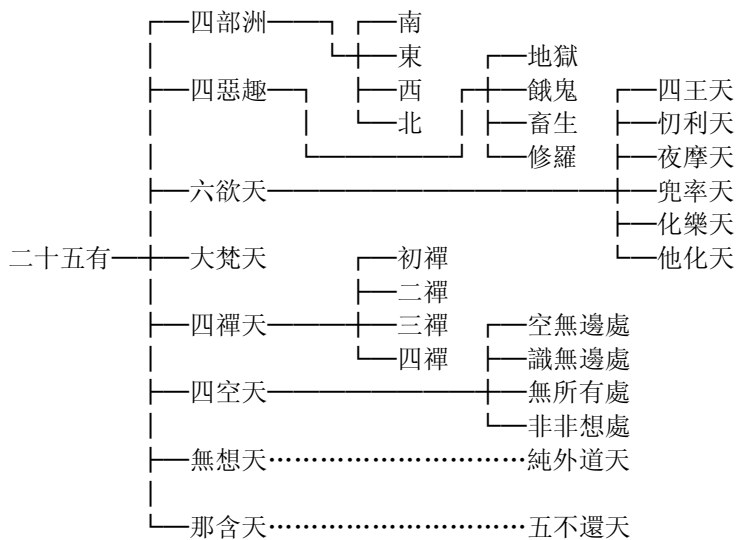 四部洲 南
東 地獄
四惡趣 西 餓鬼 四王天
北 畜生 忉利天
修羅 夜摩天
六欲天 兜率天
化樂天
二十五有 大梵天 初禪 他化天
二禪
四禪天 三禪 空無邊處
四禪 識無邊處
四空天 無所有處
非非想處
無想天⋯⋯⋯⋯⋯⋯⋯⋯⋯⋯純外道天
那含天⋯⋯⋯⋯⋯⋯⋯⋯⋯⋯五不還天